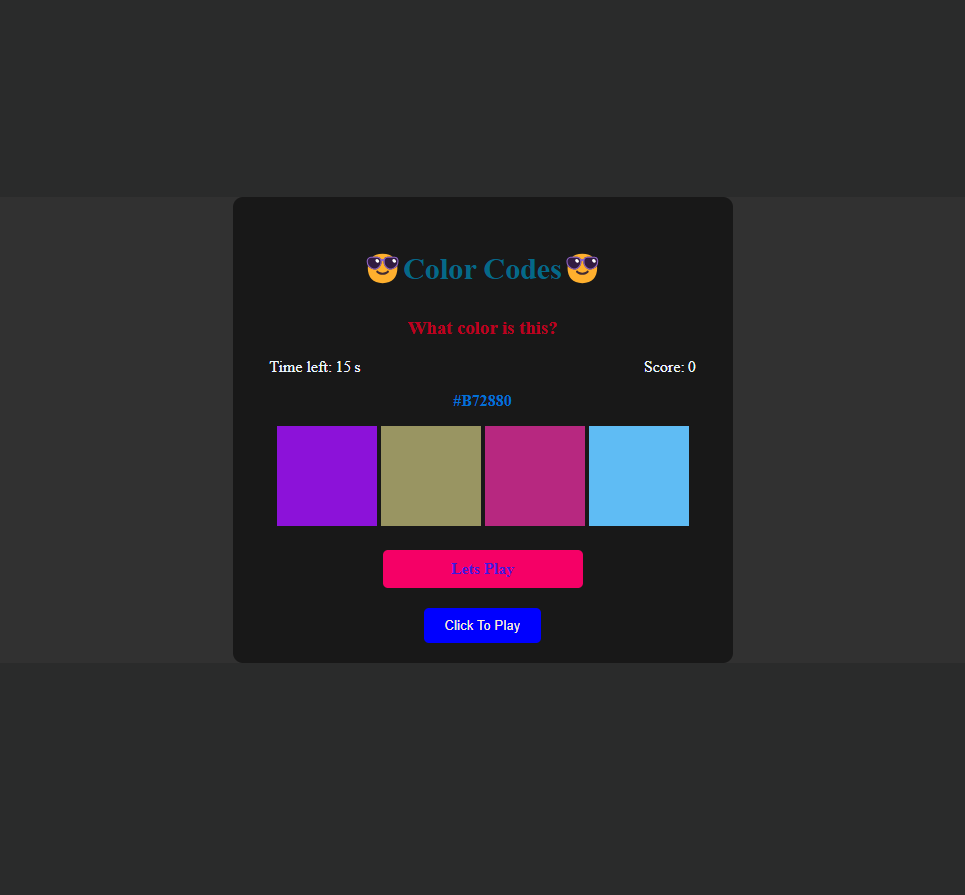 😎Color Codes😎
What color is this?
Time left: 15 s Score: 0
#B72880
Lets Play
Click To Play